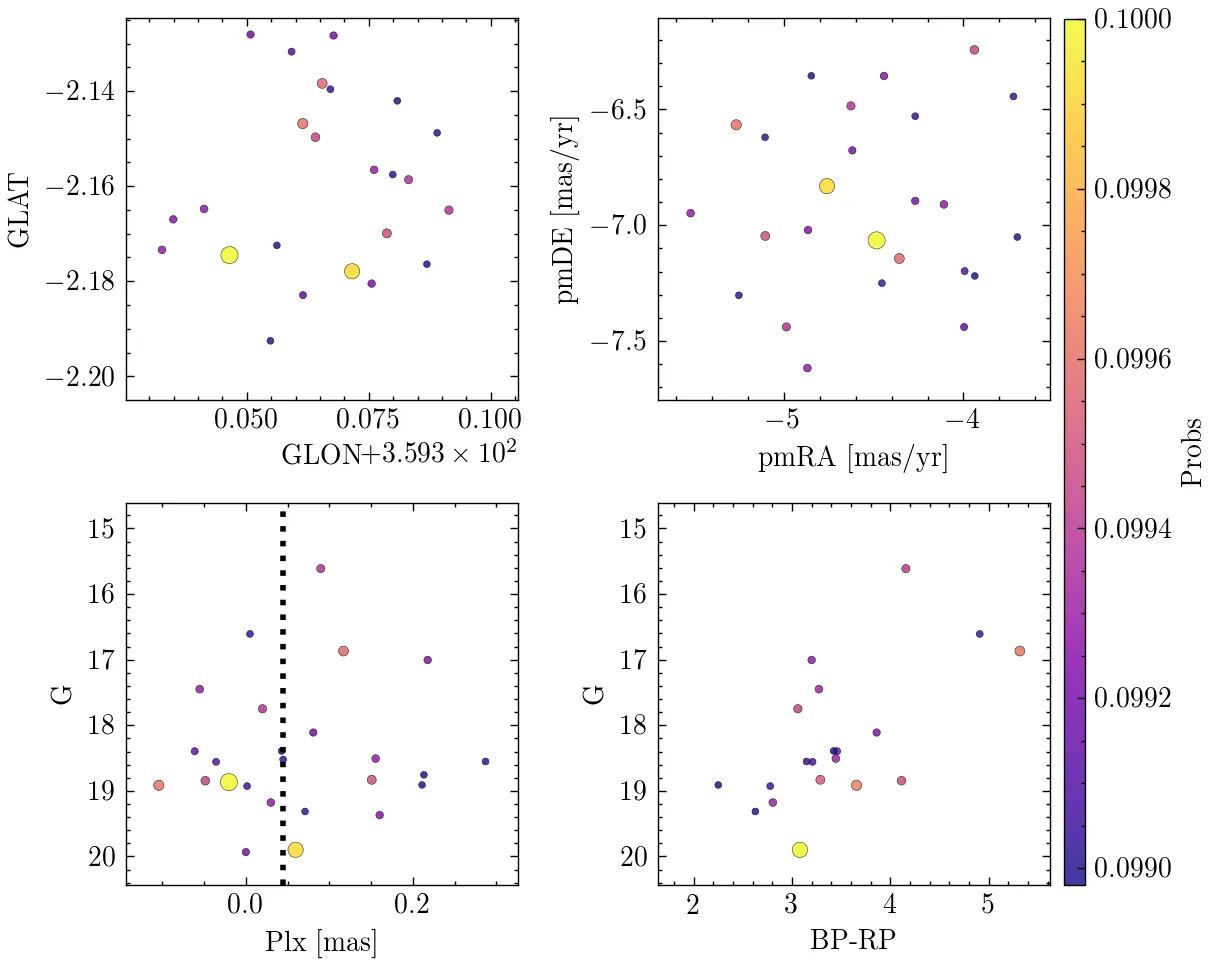 −2.14
−2.16
−2.18
−2.20
GLAT
0.050 0.075 0.100
GLON+3.593 × 10²
−6.5
−7.0
−7.5
pmDE [mas/yr]
−5 −4
pmRA [mas/yr]
15
16
17
18
19
20
G
0.0 0.2
Plx [mas]
15
16
17
18
19
20
G
2 3 4 5
BP-RP
0.1000
0.0998
0.0996
0.0994
0.0992
0.0990
Probs